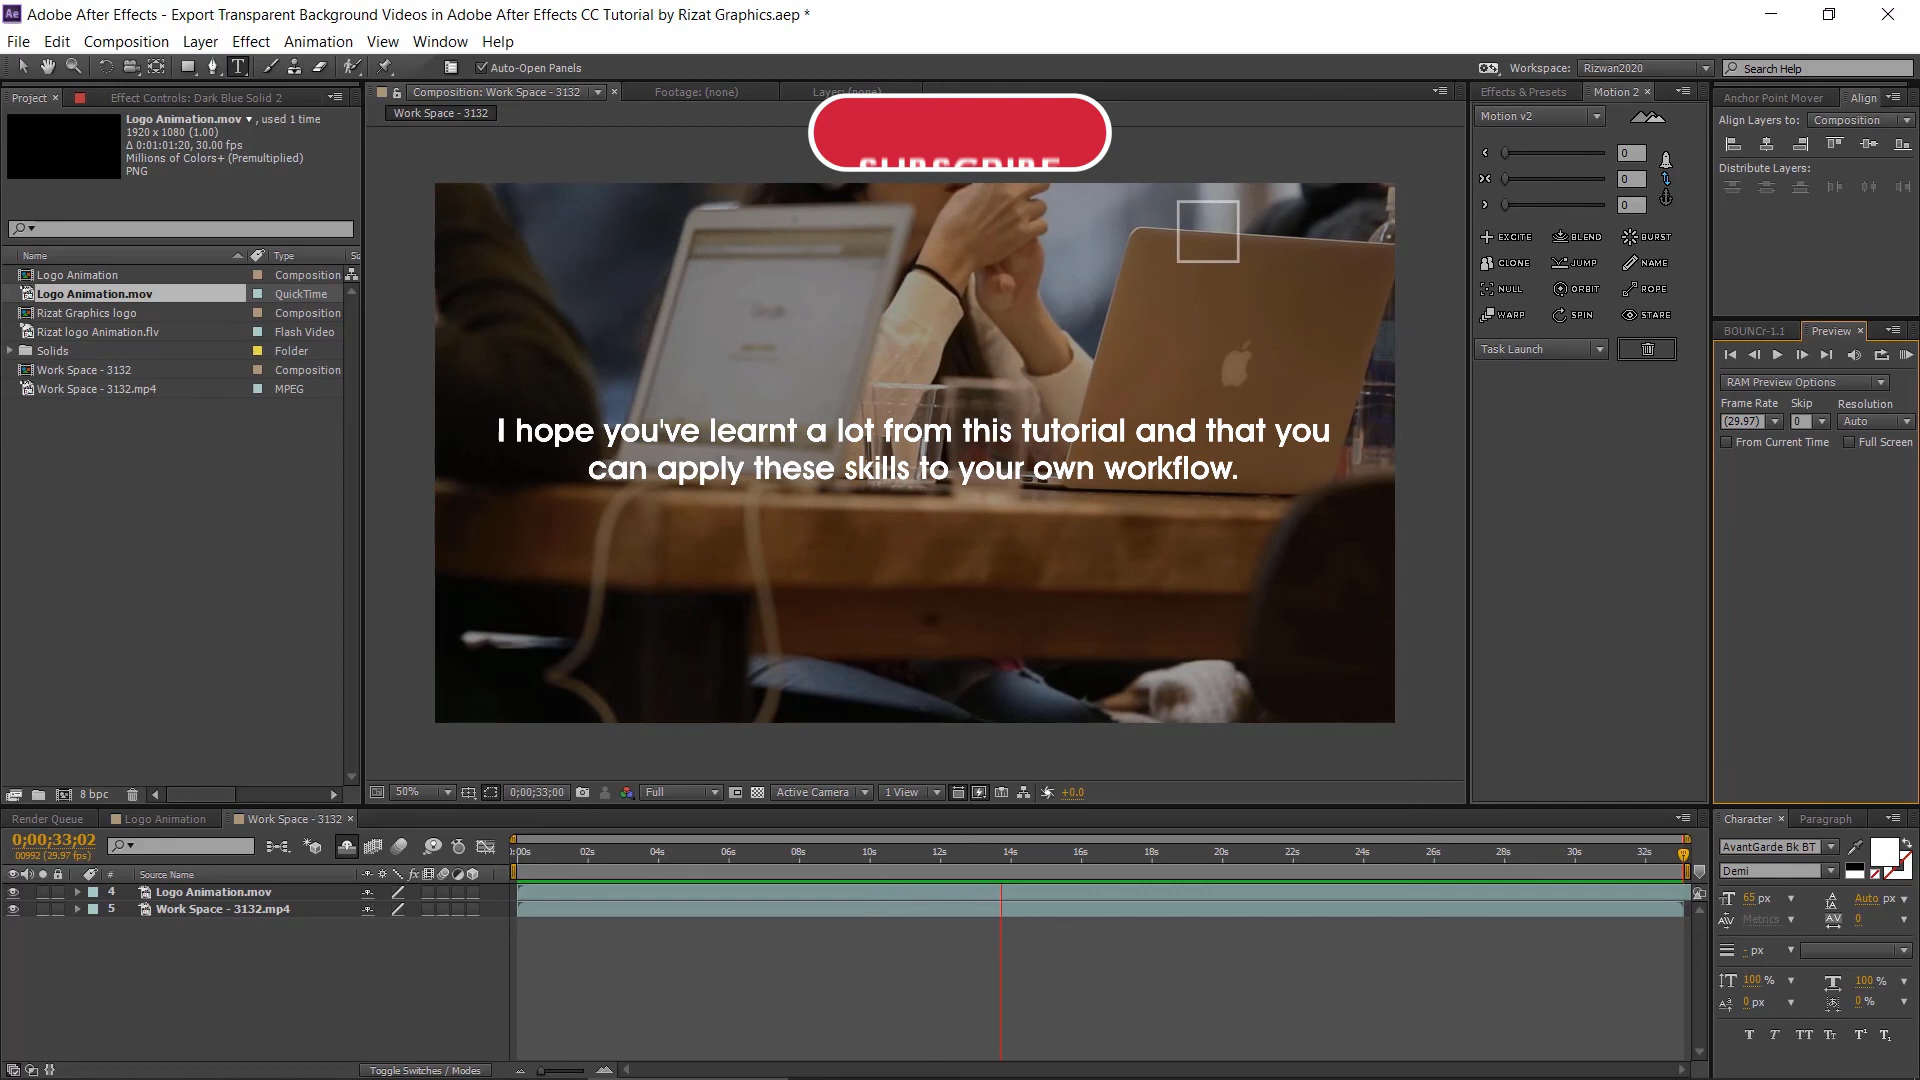 Adobe After Effects - Export Transparent Background Videos in Adobe After Effects CC Tutorial by Rizat Graphics.aep *
File Edit Composition Layer Effect Animation View Window Help
Auto-Open Panels
Workspace: Rizwan2020
Search Help
Project
Effect Controls: Dark Blue Solid 2
Logo Animation.mov , used 1 time
1920 x 1080 (1.00)
Δ 0:01:01:20, 30.00 fps
Millions of Colors+ (Premultiplied)
PNG
Name Type
Logo Animation Composition
Logo Animation.mov QuickTime
Rizat Graphics logo Composition
Rizat logo Animation.flv Flash Video
Solids Folder
Work Space - 3132 Composition
Work Space - 3132.mp4 MPEG
8 bpc
Composition: Work Space - 3132
Footage: (none)
Layer: (none)
Work Space - 3132
SUBSCRIBE
I hope you've learnt a lot from this tutorial and that you
can apply these skills to your own workflow.
50% 0;00;33;00 Full Active Camera 1 View +0.0
Effects & Presets Motion 2
Motion v2
0
0
0
EXCITE BLEND BURST
CLONE JUMP NAME
NULL ORBIT ROPE
WARP SPIN STARE
Task Launch
Anchor Point Mover Align
Align Layers to: Composition
Distribute Layers:
BOUNCr-1.1 Preview
RAM Preview Options
Frame Rate Skip Resolution
(29.97) 0 Auto
From Current Time Full Screen
Render Queue Logo Animation Work Space - 3132
0;00;33;02
00992 (29.97 fps)
# Source Name
4 Logo Animation.mov
5 Work Space - 3132.mp4
:00s 02s 04s 06s 08s 10s 12s 14s 16s 18s 20s 22s 24s 26s 28s 30s 32s
Toggle Switches / Modes
Character Paragraph
AvantGarde Bk BT
Demi
65 px Auto px
Metrics 0
- px
100 % 100 %
0 px 0 %